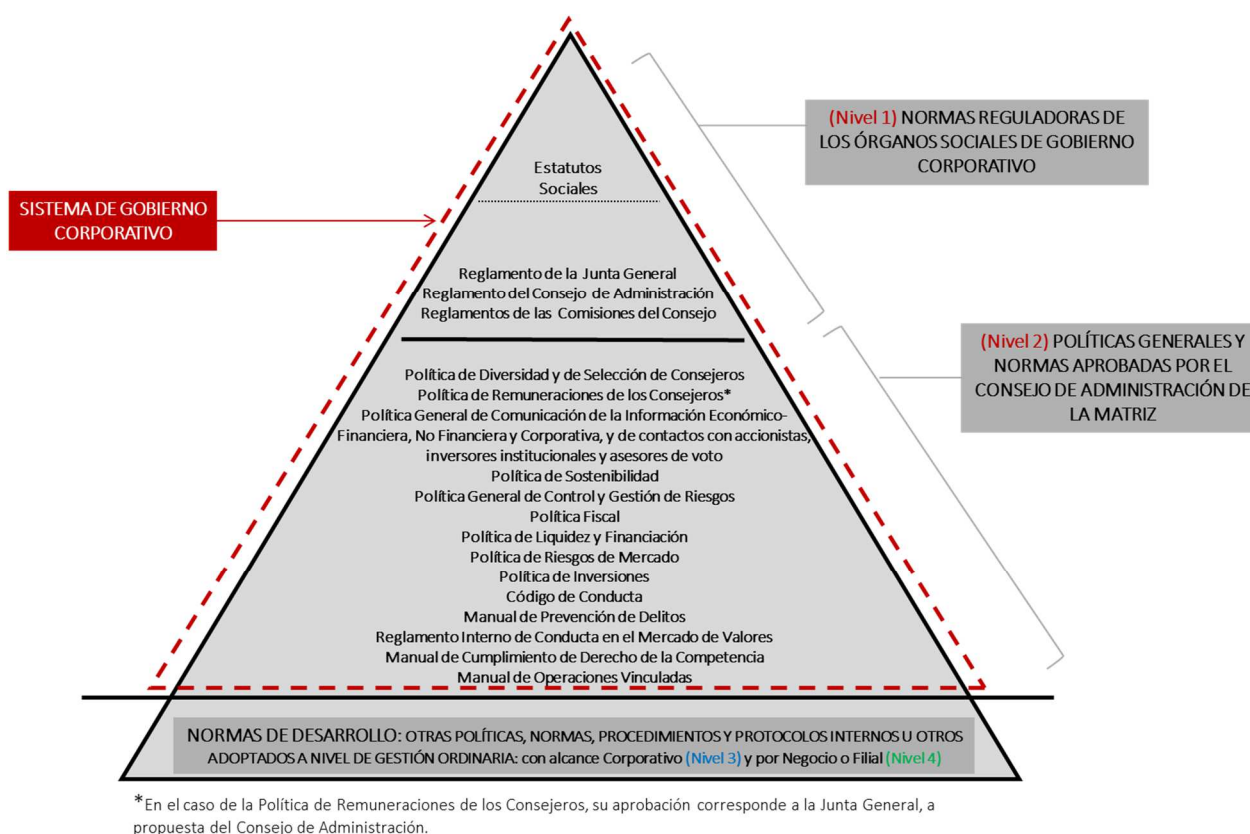 (Nivel 1) NORMAS REGULADORAS DE
LOS ÓRGANOS SOCIALES DE GOBIERNO
CORPORATIVO
Estatutos
Sociales
SISTEMA DE GOBIERNO
CORPORATIVO
Reglamento de la Junta General
Reglamento del Consejo de Administración
Reglamentos de las Comisiones del Consejo
(Nivel 2) POLÍTICAS GENERALES Y
NORMAS APROBADAS POR EL
CONSEJO DE ADMINISTRACIÓN DE
LA MATRIZ
Política de Diversidad y de Selección de Consejeros
Política de Remuneraciones de los Consejeros*
Política General de Comunicación de la Información Económico-
Financiera, No Financiera y Corporativa, y de contactos con accionistas,
inversores institucionales y asesores de voto
Política de Sostenibilidad
Política General de Control y Gestión de Riesgos
Política Fiscal
Política de Liquidez y Financiación
Política de Riesgos de Mercado
Política de Inversiones
Código de Conducta
Manual de Prevención de Delitos
Reglamento Interno de Conducta en el Mercado de Valores
Manual de Cumplimiento de Derecho de la Competencia
Manual de Operaciones Vinculadas
NORMAS DE DESARROLLO: OTRAS POLÍTICAS, NORMAS, PROCEDIMIENTOS Y PROTOCOLOS INTERNOS U OTROS
ADOPTADOS A NIVEL DE GESTIÓN ORDINARIA: con alcance Corporativo (Nivel 3) y por Negocio o Filial (Nivel 4)
*En el caso de la Política de Remuneraciones de los Consejeros, su aprobación corresponde a la Junta General, a
propuesta del Consejo de Administración.